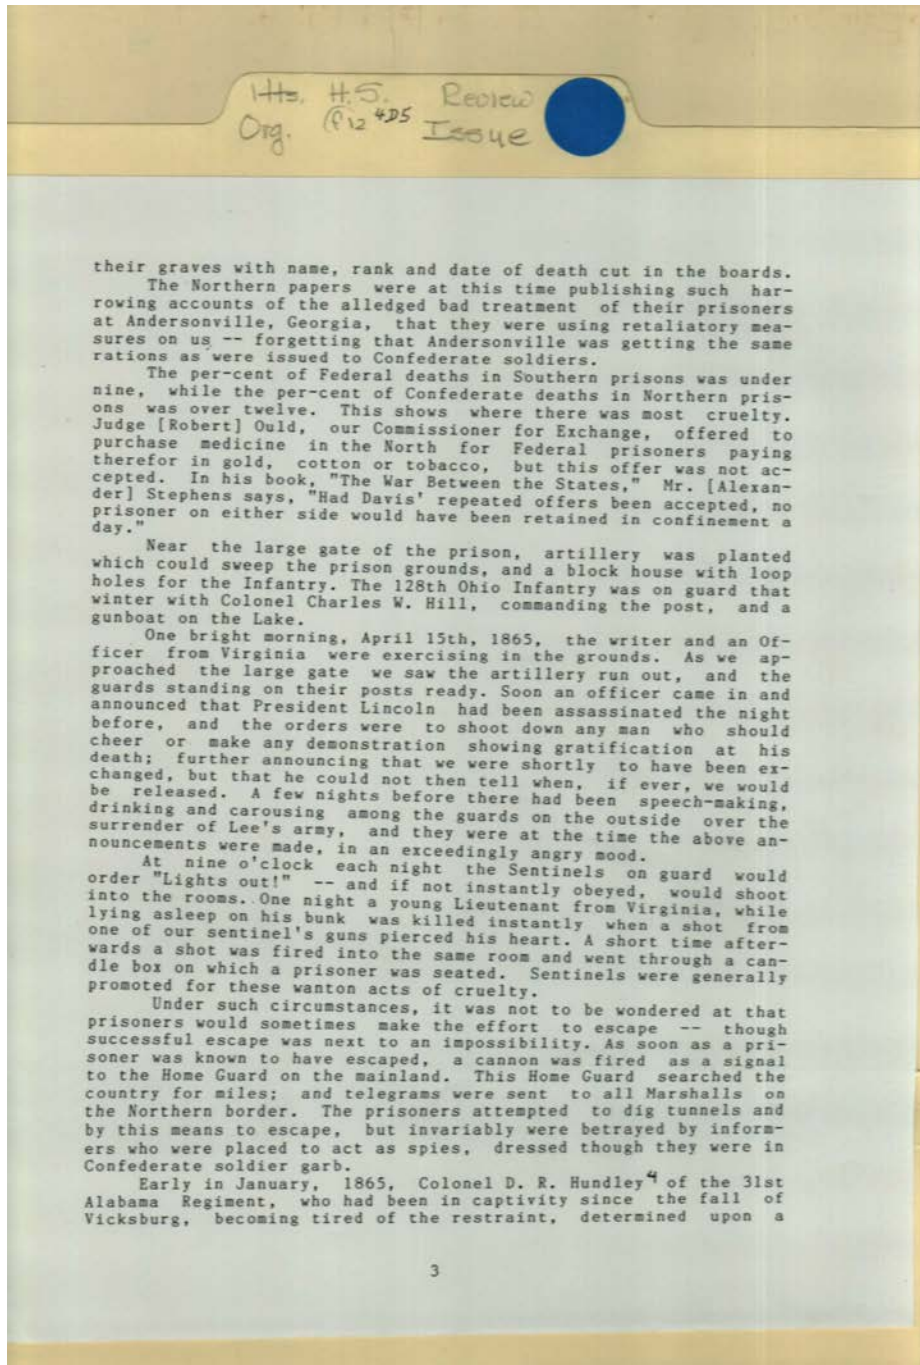 Hts. H.S. Review
Org. f12 4D5 Issue
their graves with name, rank and date of death cut in the boards.
The Northern papers were at this time publishing such har-
rowing accounts of the alledged bad treatment of their prisoners
at Andersonville, Georgia, that they were using retaliatory mea-
sures on us -- forgetting that Andersonville was getting the same
rations as were issued to Confederate soldiers.
The per-cent of Federal deaths in Southern prisons was under
nine, while the per-cent of Confederate deaths in Northern pris-
ons was over twelve. This shows where there was most cruelty.
Judge [Robert] Ould, our Commissioner for Exchange, offered to
purchase medicine in the North for Federal prisoners paying
therefor in gold, cotton or tobacco, but this offer was not ac-
cepted. In his book, "The War Between the States," Mr. [Alexan-
der] Stephens says, "Had Davis' repeated offers been accepted, no
prisoner on either side would have been retained in confinement a
day."
Near the large gate of the prison, artillery was planted
which could sweep the prison grounds, and a block house with loop
holes for the Infantry. The 128th Ohio Infantry was on guard that
winter with Colonel Charles W. Hill, commanding the post, and a
gunboat on the Lake.
One bright morning, April 15th, 1865, the writer and an Of-
ficer from Virginia were exercising in the grounds. As we ap-
proached the large gate we saw the artillery run out, and the
guards standing on their posts ready. Soon an officer came in and
announced that President Lincoln had been assassinated the night
before, and the orders were to shoot down any man who should
cheer or make any demonstration showing gratification at his
death; further announcing that we were shortly to have been ex-
changed, but that he could not then tell when, if ever, we would
be released. A few nights before there had been speech-making,
drinking and carousing among the guards on the outside over the
surrender of Lee's army, and they were at the time the above an-
nouncements were made, in an exceedingly angry mood.
At nine o'clock each night the Sentinels on guard would
order "Lights out!" -- and if not instantly obeyed, would shoot
into the rooms. One night a young Lieutenant from Virginia, while
lying asleep on his bunk was killed instantly when a shot from
one of our sentinel's guns pierced his heart. A short time after-
wards a shot was fired into the same room and went through a can-
dle box on which a prisoner was seated. Sentinels were generally
promoted for these wanton acts of cruelty.
Under such circumstances, it was not to be wondered at that
prisoners would sometimes make the effort to escape -- though
successful escape was next to an impossibility. As soon as a pri-
soner was known to have escaped, a cannon was fired as a signal
to the Home Guard on the mainland. This Home Guard searched the
country for miles; and telegrams were sent to all Marshalls on
the Northern border. The prisoners attempted to dig tunnels and
by this means to escape, but invariably were betrayed by inform-
ers who were placed to act as spies, dressed though they were in
Confederate soldier garb.
Early in January, 1865, Colonel D. R. Hundley4 of the 31st
Alabama Regiment, who had been in captivity since the fall of
Vicksburg, becoming tired of the restraint, determined upon a
3